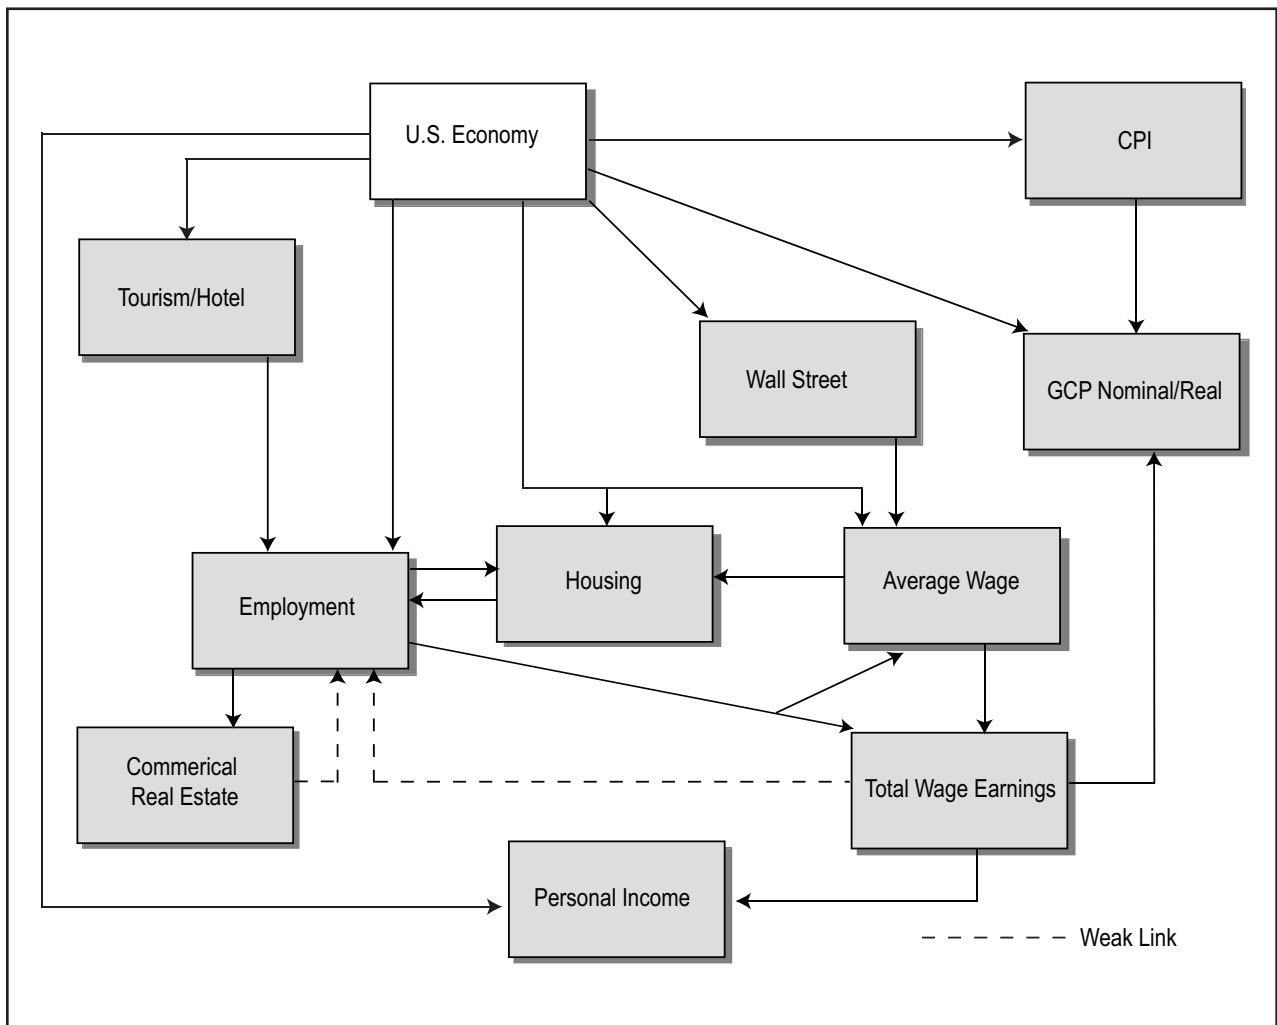 U.S. Economy
CPI
Tourism/Hotel
Wall Street
GCP Nominal/Real
Housing
Average Wage
Employment
Commerical
Real Estate
Total Wage Earnings
Personal Income
Weak Link